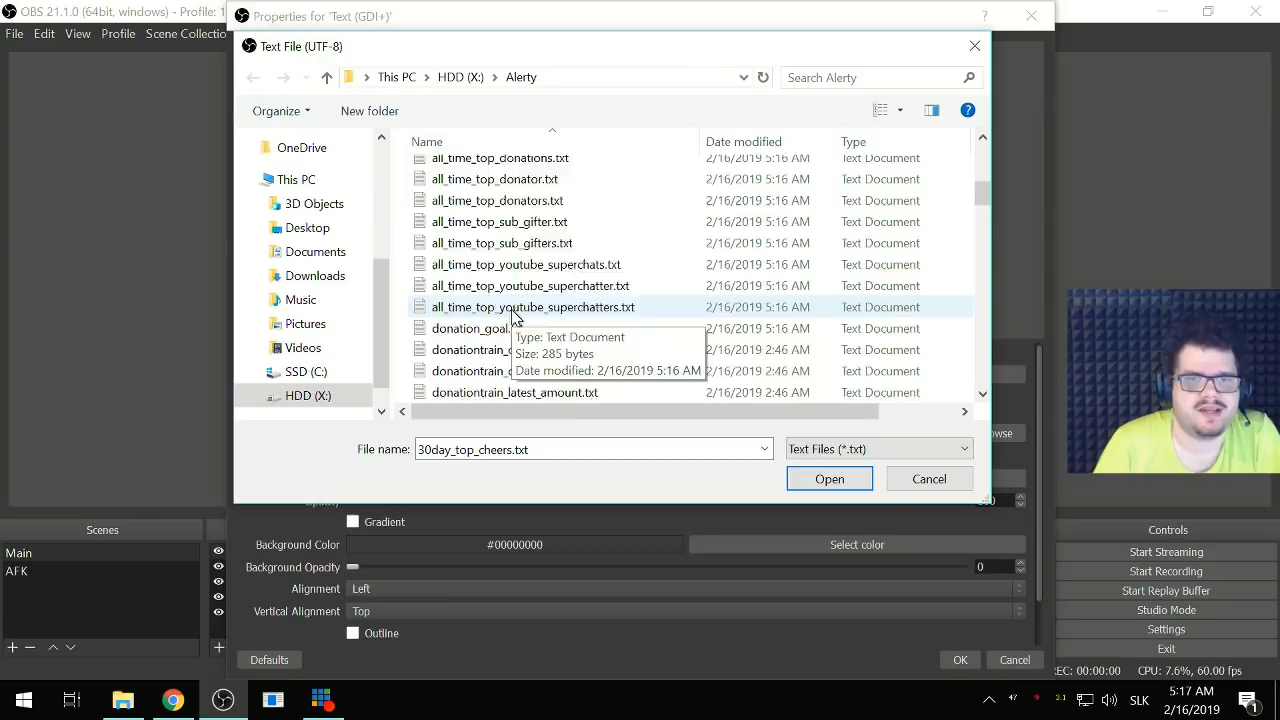 OBS 21.1.0 (64bit, windows) - Profile: 1
Properties for 'Text (GDI+)'
File Edit View Profile Scene Collectio
Text File (UTF-8)
This PC > HDD (X:) > Alerty
Search Alerty
Organize
New folder
OneDrive
This PC
3D Objects
Desktop
Documents
Downloads
Music
Pictures
Videos
SSD (C:)
HDD (X:)
Name Date modified Type
all_time_top_donations.txt 2/16/2019 5:16 AM Text Document
all_time_top_donator.txt 2/16/2019 5:16 AM Text Document
all_time_top_donators.txt 2/16/2019 5:16 AM Text Document
all_time_top_sub_gifter.txt 2/16/2019 5:16 AM Text Document
all_time_top_sub_gifters.txt 2/16/2019 5:16 AM Text Document
all_time_top_youtube_superchats.txt 2/16/2019 5:16 AM Text Document
all_time_top_youtube_superchatter.txt 2/16/2019 5:16 AM Text Document
all_time_top_youtube_superchatters.txt 2/16/2019 5:16 AM Text Document
donation_goal. 2/16/2019 5:16 AM Text Document
donationtrain_ 2/16/2019 2:46 AM Text Document
donationtrain_ 2/16/2019 2:46 AM Text Document
donationtrain_latest_amount.txt 2/16/2019 2:46 AM Text Document
Type: Text Document
Size: 285 bytes
Date modified: 2/16/2019 5:16 AM
File name: 30day_top_cheers.txt
Text Files (*.txt)
Open
Cancel
owse
Gradient
Background Color #00000000 Select color
Background Opacity 0
Alignment Left
Vertical Alignment Top
Outline
Defaults
OK
Cancel
Scenes
Main
AFK
Controls
Start Streaming
Start Recording
Start Replay Buffer
Studio Mode
Settings
Exit
REC: 00:00:00 CPU: 7.6%, 60.00 fps
47
3.1
SLK
5:17 AM
2/16/2019
1